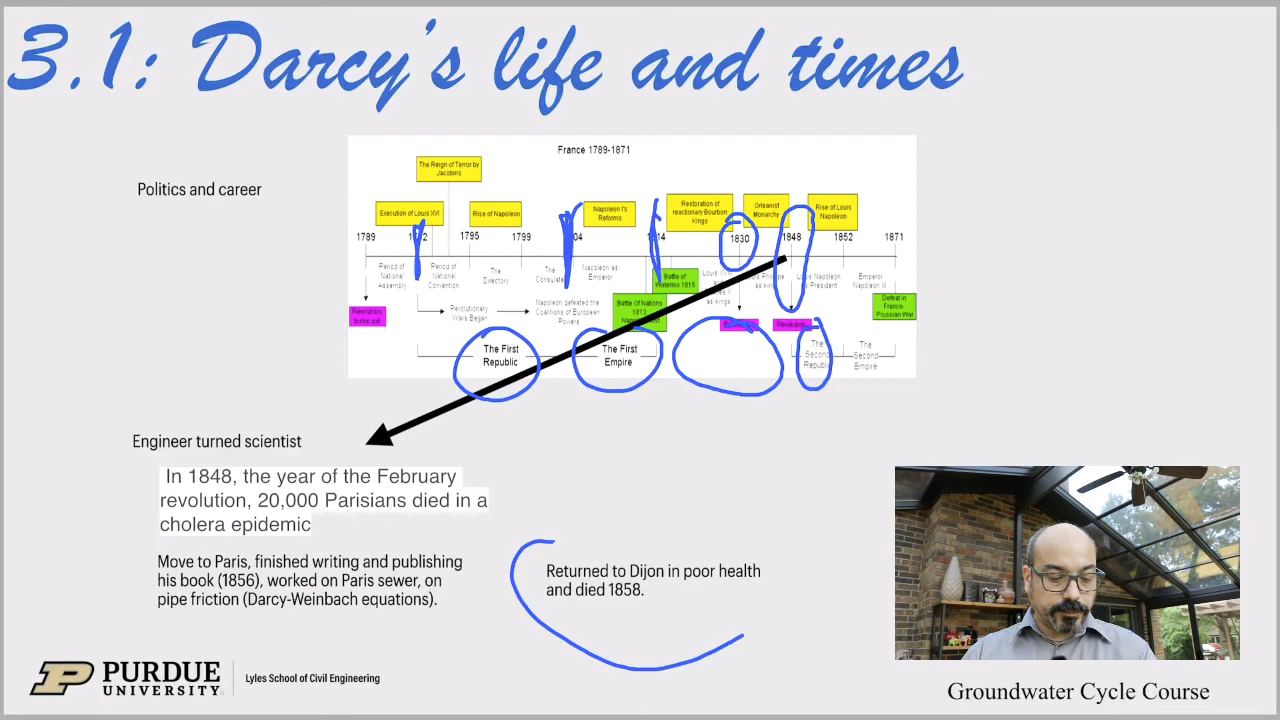 3.1: Darcy's life and times
France 1789-1871
Politics and career
The Reign of Terror by
Jacobins
Execution of Louis XVI
Rise of Napoleon
Napoleon I's
Reforms
Restoration of
reactionary Bourbon
Kings
Orleanist
Monarchy
Rise of Louis
Napoleon
1789
1795
1799
1830
1848
1852
1871
Period of
National
Assembly
Period of
National
Convention
The
Directory
The
Consulate
Napoleon as
Emperor
Battle of
Waterloo 1815
as kings
as king
Louis Napoleon
as President
Emperor
Napoleon III
Revolutionary
Wars Began
Napoleon defeated the
Coalitions of European
Powers
Battle Of Nations
1813
Defeat in
Franco-
Prussian War
The First
Republic
The First
Empire
The
Second
Republic
The
Second
Empire
Engineer turned scientist
In 1848, the year of the February
revolution, 20,000 Parisians died in a
cholera epidemic
Move to Paris, finished writing and publishing
his book (1856), worked on Paris sewer, on
pipe friction (Darcy-Weinbach equations).
Returned to Dijon in poor health
and died 1858.
P PURDUE
UNIVERSITY
Lyles School of Civil Engineering
Groundwater Cycle Course